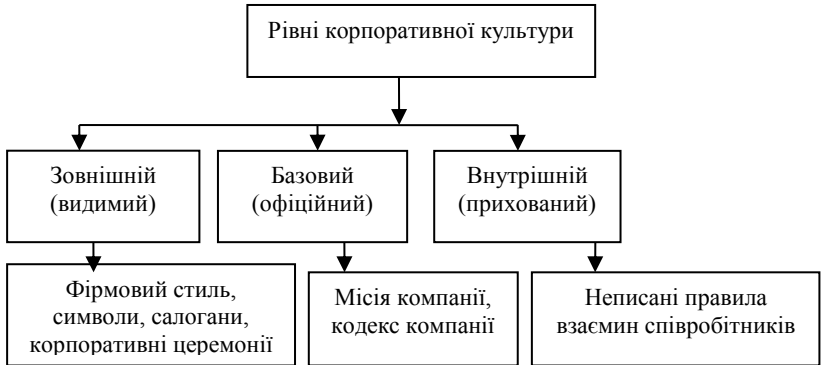 Рівні корпоративної культури
Зовнішній
(видимий)
Базовий
(офіційний)
Внутрішній
(прихований)
Фірмовий стиль,
символи, салогани,
корпоративні церемонії
Місія компанії,
кодекс компанії
Неписані правила
взаємин співробітників